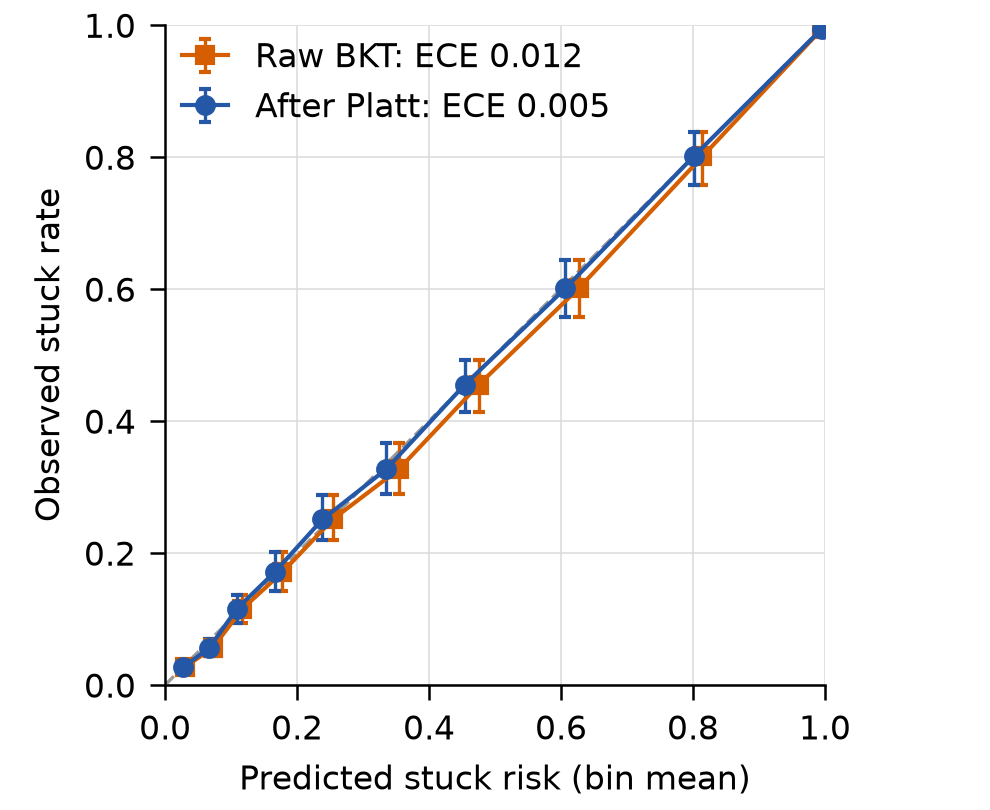 1.0
Raw BKT: ECE 0.012
After Platt: ECE 0.005
0.8
0.6
0.4
0.2
0.0
Observed stuck rate
0.0 0.2 0.4 0.6 0.8 1.0
Predicted stuck risk (bin mean)